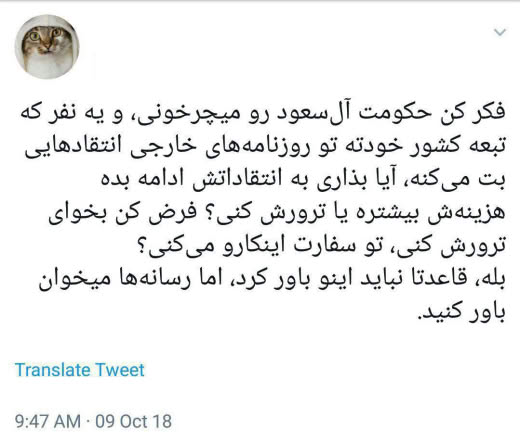 فکر کن حکومت آل‌سعود رو میچرخونی، و یه نفر که
تبعه کشور خودته تو روزنامه‌های خارجی انتقادهایی
بت می‌کنه، آیا بذاری به انتقاداتش ادامه بده
هزینه‌ش بیشتره یا ترورش کنی؟ فرض کن بخوای
ترورش کنی، تو سفارت اینکارو می‌کنی؟
بله، قاعدتا نباید اینو باور کرد، اما رسانه‌ها میخوان
باور کنید.
Translate Tweet
9:47 AM · 09 Oct 18